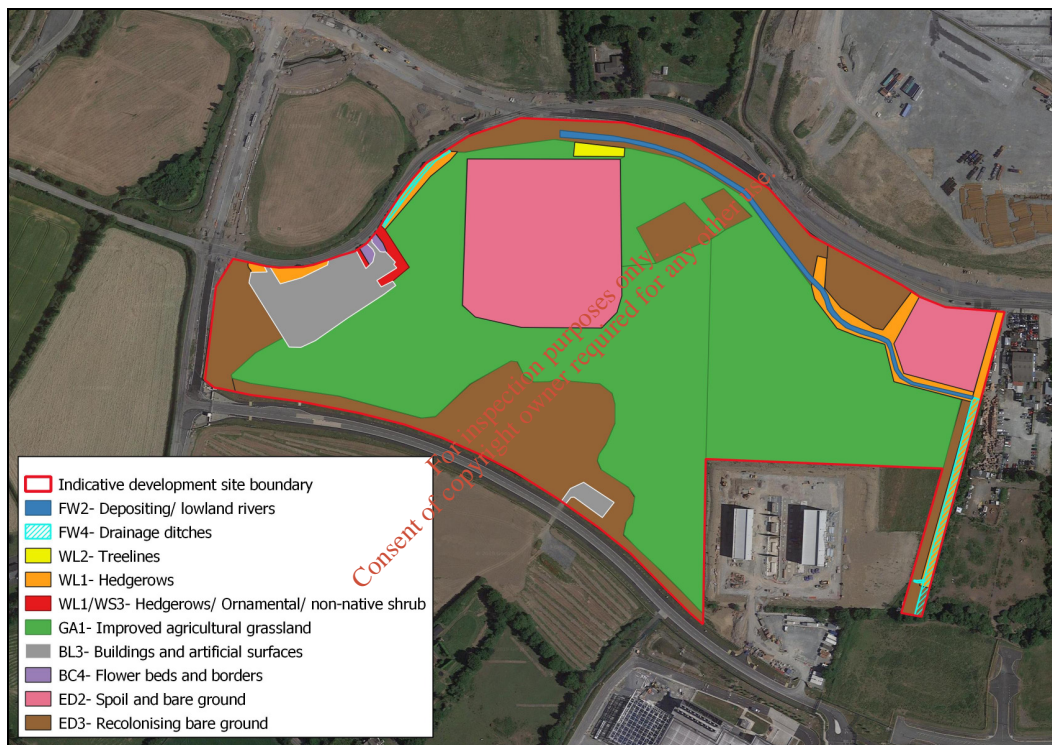 For inspection purposes only.
Consent of copyright owner required for any other use.
Indicative development site boundary
FW2- Depositing/ lowland rivers
FW4- Drainage ditches
WL2- Treelines
WL1- Hedgerows
WL1/WS3- Hedgerows/ Ornamental/ non-native shrub
GA1- Improved agricultural grassland
BL3- Buildings and artificial surfaces
BC4- Flower beds and borders
ED2- Spoil and bare ground
ED3- Recolonising bare ground